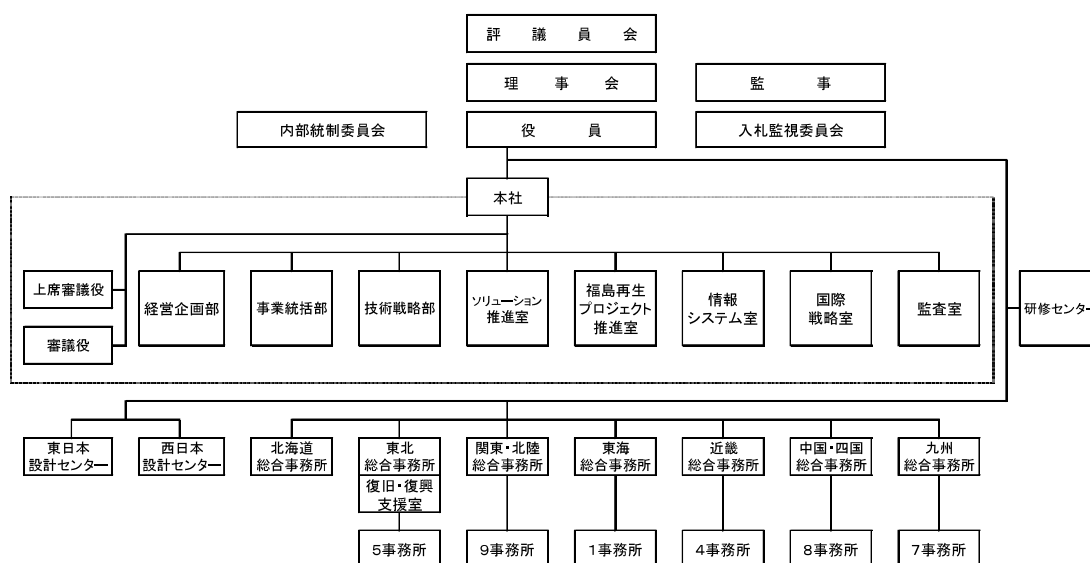 評議員会
理事会
監事
内部統制委員会
役員
入札監視委員会
本社
上席審議役
審議役
経営企画部
事業統括部
技術戦略部
ソリューション
推進室
福島再生
プロジェクト
推進室
情報
システム室
国際
戦略室
監査室
研修センター
東日本
設計センター
西日本
設計センター
北海道
総合事務所
東北
総合事務所
復旧・復興
支援室
関東・北陸
総合事務所
東海
総合事務所
近畿
総合事務所
中国・四国
総合事務所
九州
総合事務所
5事務所
9事務所
1事務所
4事務所
8事務所
7事務所